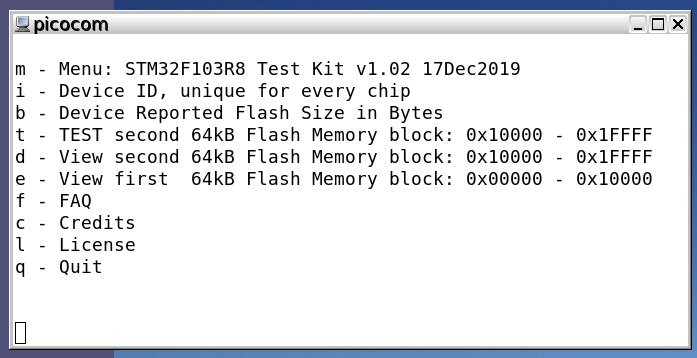 picocom
m - Menu: STM32F103R8 Test Kit v1.02 17Dec2019
i - Device ID, unique for every chip
b - Device Reported Flash Size in Bytes
t - TEST second 64kB Flash Memory block: 0x10000 - 0x1FFFF
d - View second 64kB Flash Memory block: 0x10000 - 0x1FFFF
e - View first  64kB Flash Memory block: 0x00000 - 0x10000
f - FAQ
c - Credits
l - License
q - Quit